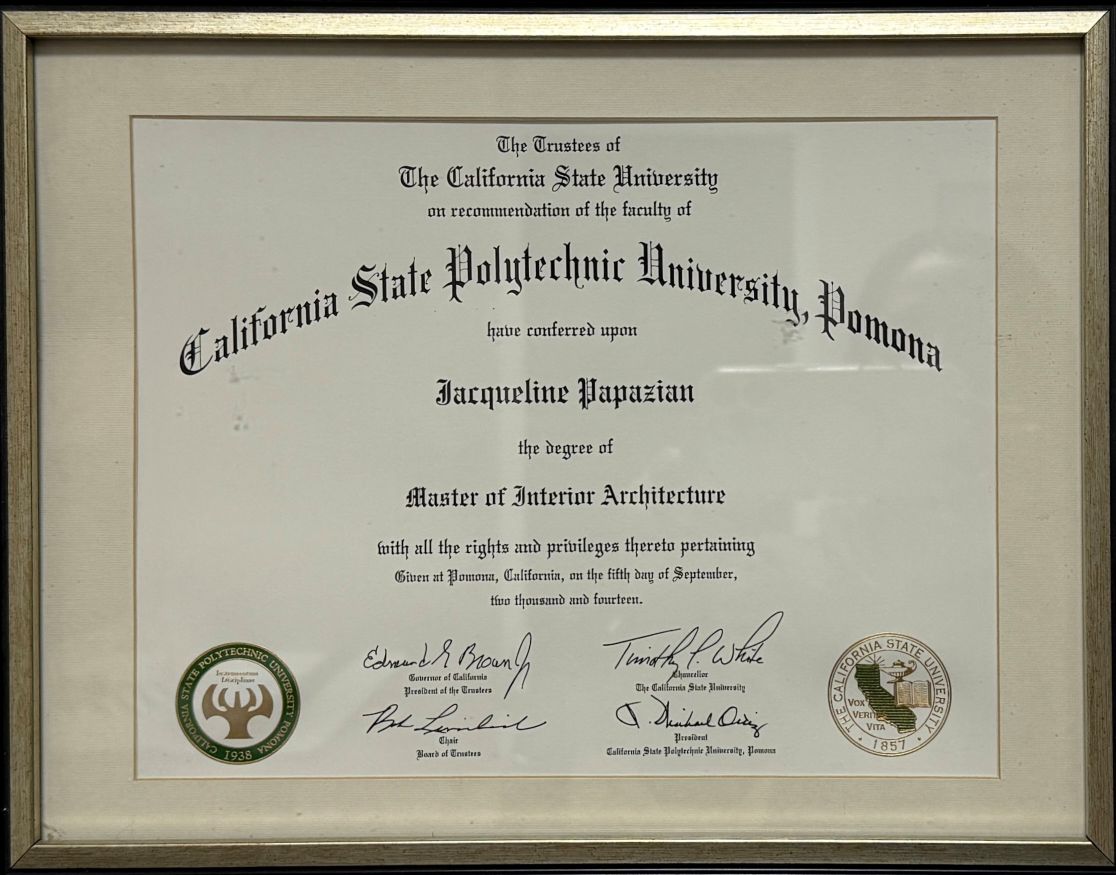 The Trustees of
The California State University
on recommendation of the faculty of
California State Polytechnic University, Pomona
have conferred upon
Jacqueline Papazian
the degree of
Master of Interior Architecture
with all the rights and privileges thereto pertaining
Given at Pomona, California, on the fifth day of September,
two thousand and fourteen.
Edmund G Brown Jr
Governor of California
President of the Trustees
Timothy P. White
Chancellor
The California State University
Chair
Board of Trustees
J. Michael Ortiz
President
California State Polytechnic University, Pomona
CALIFORNIA STATE POLYTECHNIC UNIVERSITY POMONA
1938
THE CALIFORNIA STATE UNIVERSITY
VOX
VERITAS
VITA
1857